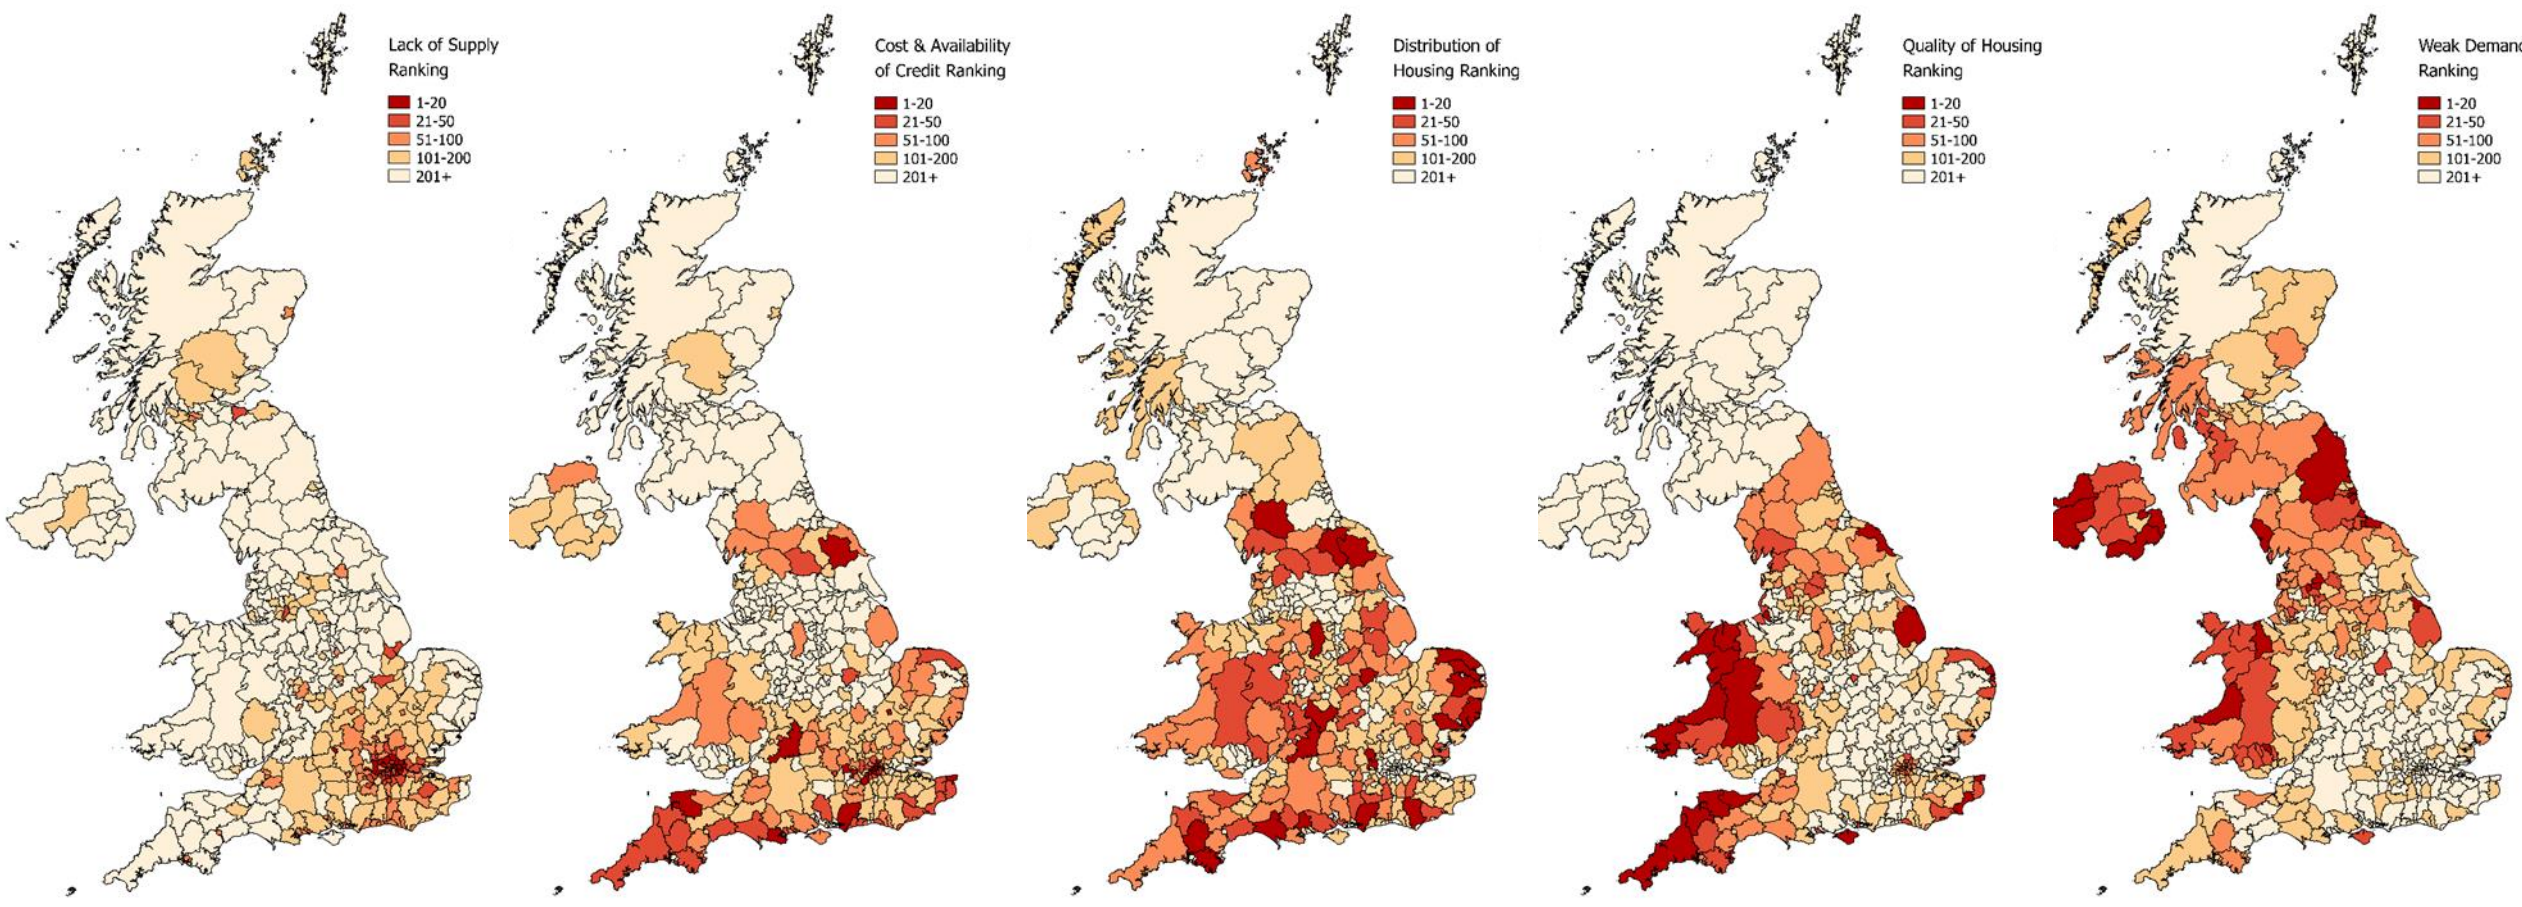 Lack of Supply
Ranking
1-20
21-50
51-100
101-200
201+
Cost & Availability
of Credit Ranking
1-20
21-50
51-100
101-200
201+
Distribution of
Housing Ranking
1-20
21-50
51-100
101-200
201+
Quality of Housing
Ranking
1-20
21-50
51-100
101-200
201+
Weak Demand
Ranking
1-20
21-50
51-100
101-200
201+